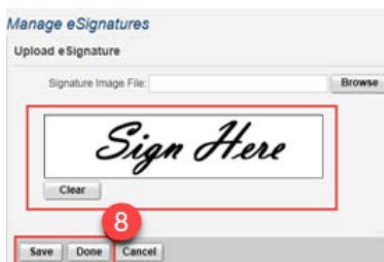 Manage eSignatures
Upload eSignature
Signature Image File: Browse
Sign Here
Clear
8
Save Done Cancel